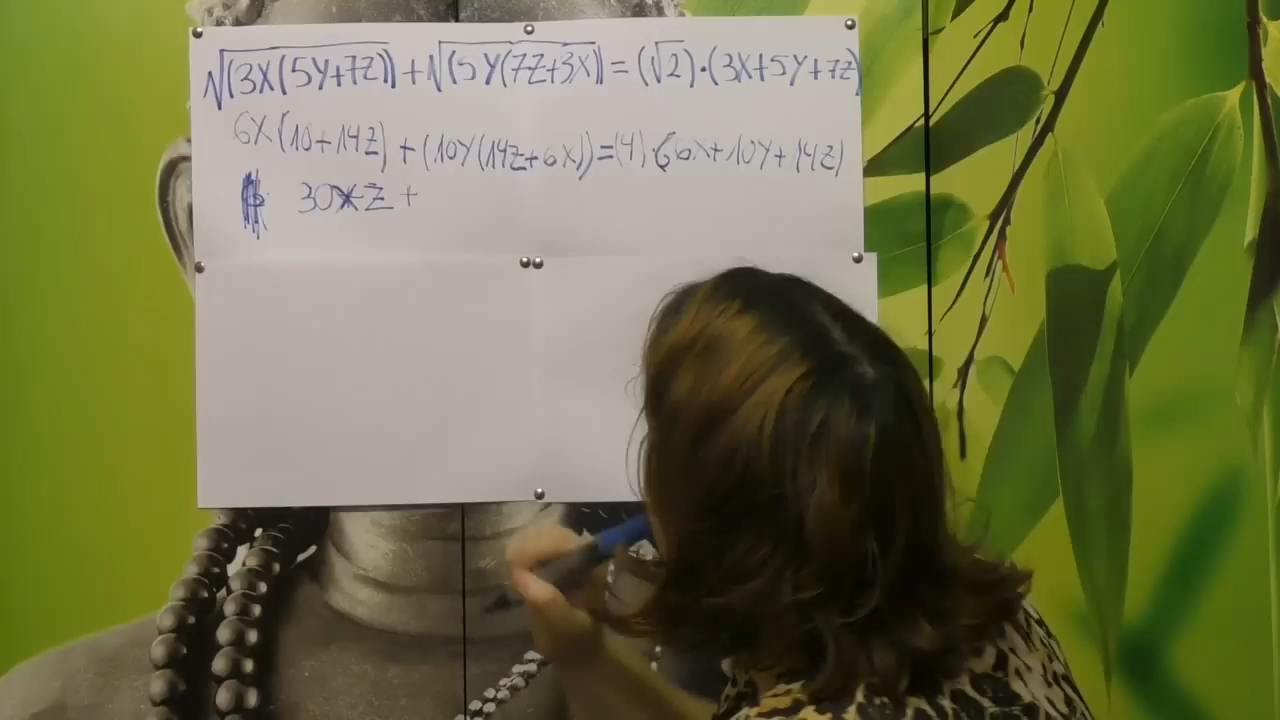 √(3X(5Y+7Z)) + √(5Y(7Z+3X)) = (√2)·(3X+5Y+7Z)
6X(10+14Z) + (10Y(14Z+6X)) = (4)·(6X+10Y+14Z)
30XZ +